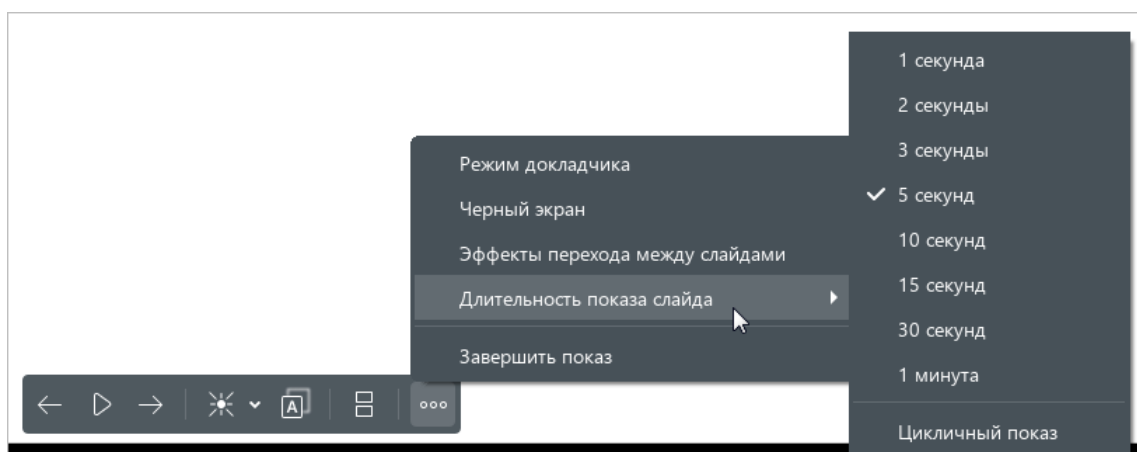 Режим докладчика
Черный экран
Эффекты перехода между слайдами
Длительность показа слайда
Завершить показ
A
1 секунда
2 секунды
3 секунды
5 секунд
10 секунд
15 секунд
30 секунд
1 минута
Цикличный показ